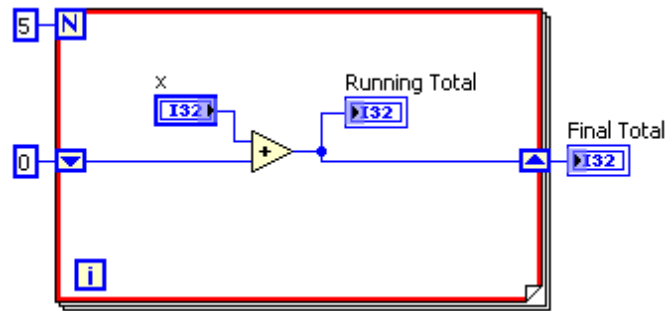 5 N
x
Running Total
I32
I32
Final Total
0
+
I32
i